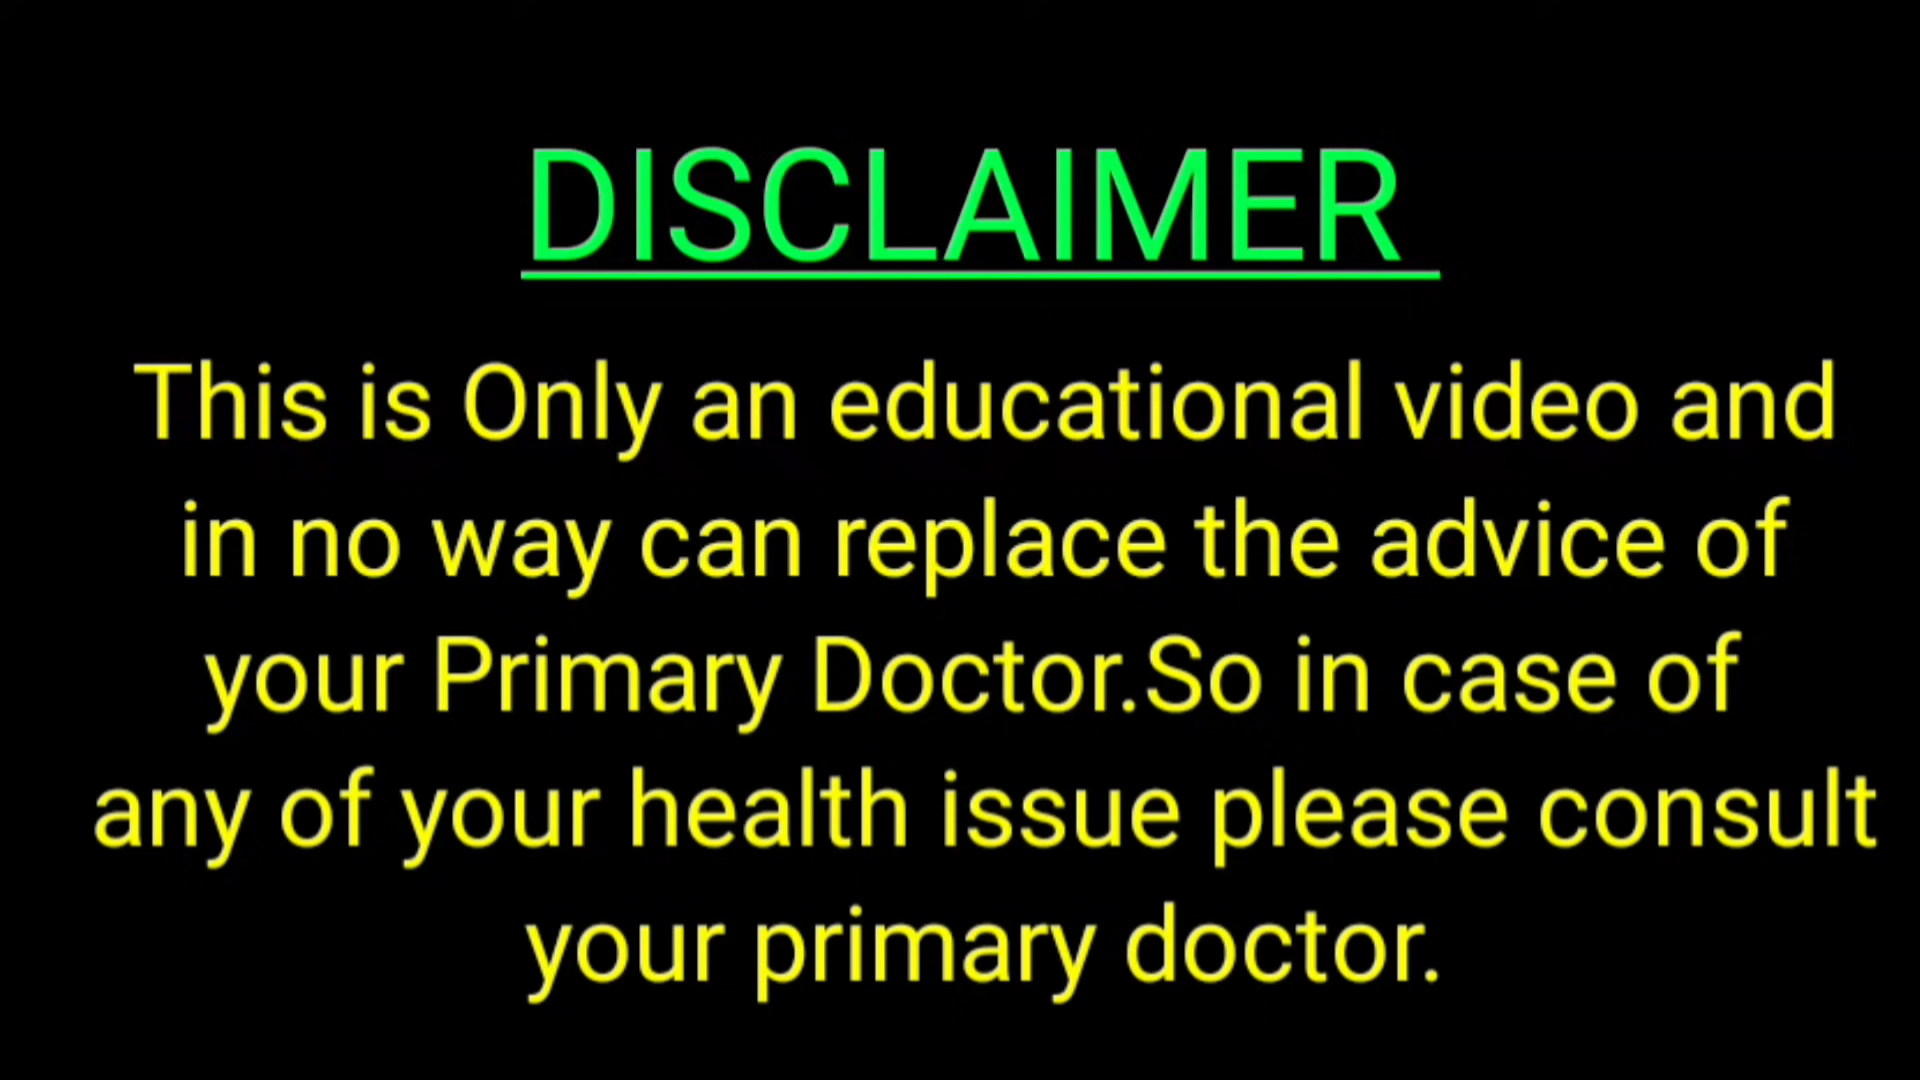 DISCLAIMER
This is Only an educational video and
in no way can replace the advice of
your Primary Doctor.So in case of
any of your health issue please consult
your primary doctor.